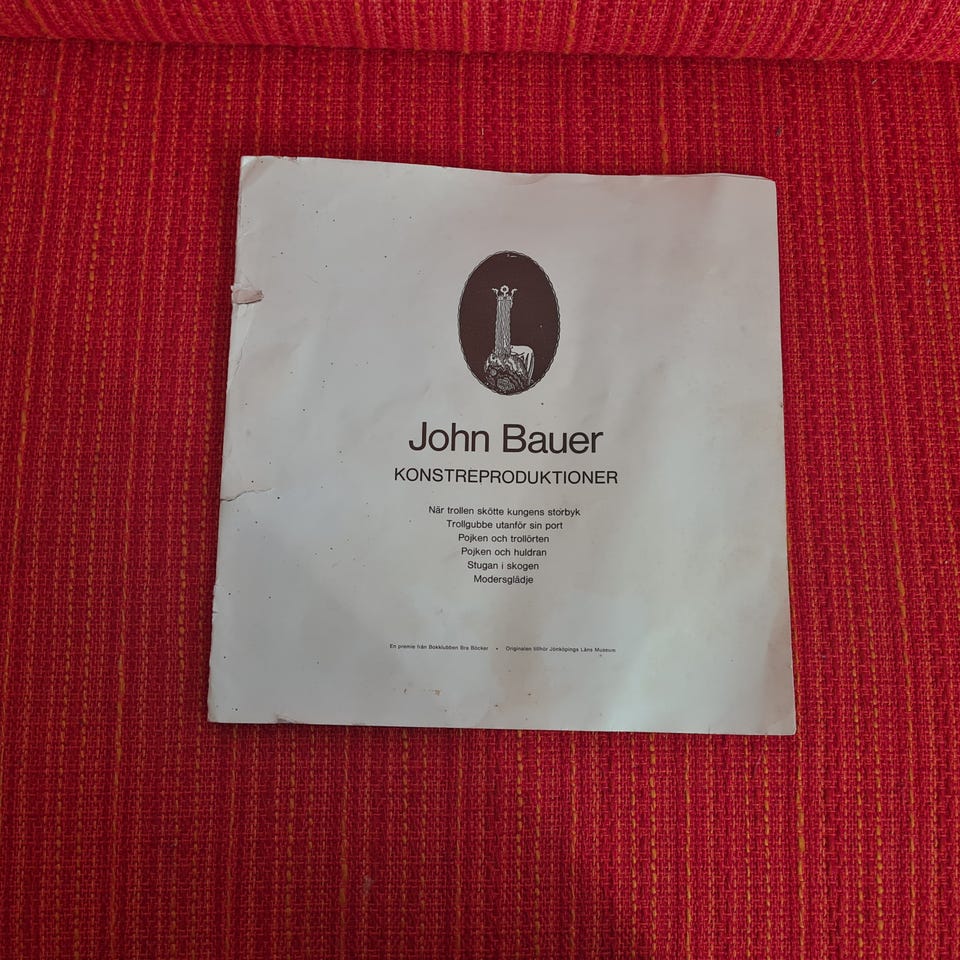 John Bauer
KONSTREPRODUKTIONER
När trollen skötte kungens storbyk
Trollgubbe utanför sin port
Pojken och trollörten
Pojken och huldran
Stugan i skogen
Modersglädje
En premie från Bokklubben Bra Böcker • Originalen tillhör Jönköpings Läns Museum